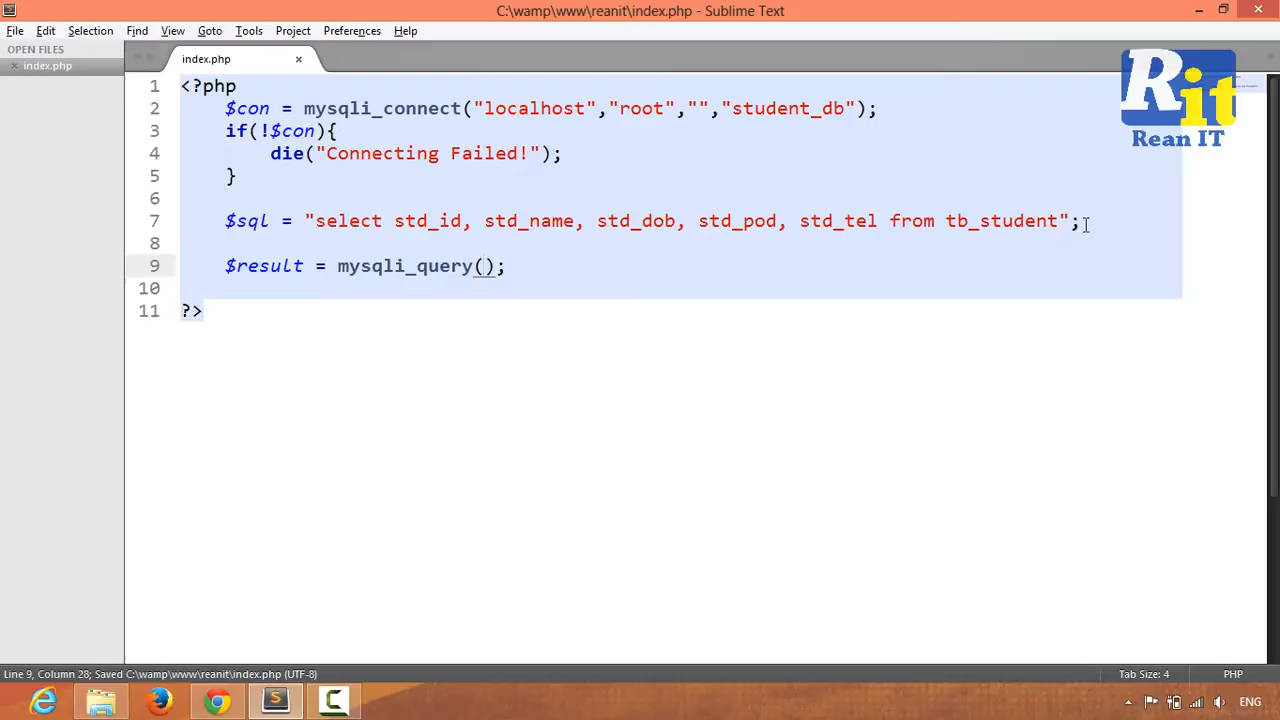 C:\wamp\www\reanit\index.php - Sublime Text
File Edit Selection Find View Goto Tools Project Preferences Help
OPEN FILES
× index.php
index.php ×
Rit
Rean IT
1 <?php
2 $con = mysqli_connect("localhost","root","","student_db");
3 if(!$con){
4 die("Connecting Failed!");
5 }
6
7 $sql = "select std_id, std_name, std_dob, std_pod, std_tel from tb_student";
8
9 $result = mysqli_query();
10
11 ?>
Line 9, Column 28; Saved C:\wamp\www\reanit\index.php (UTF-8) Tab Size: 4 PHP
ENG